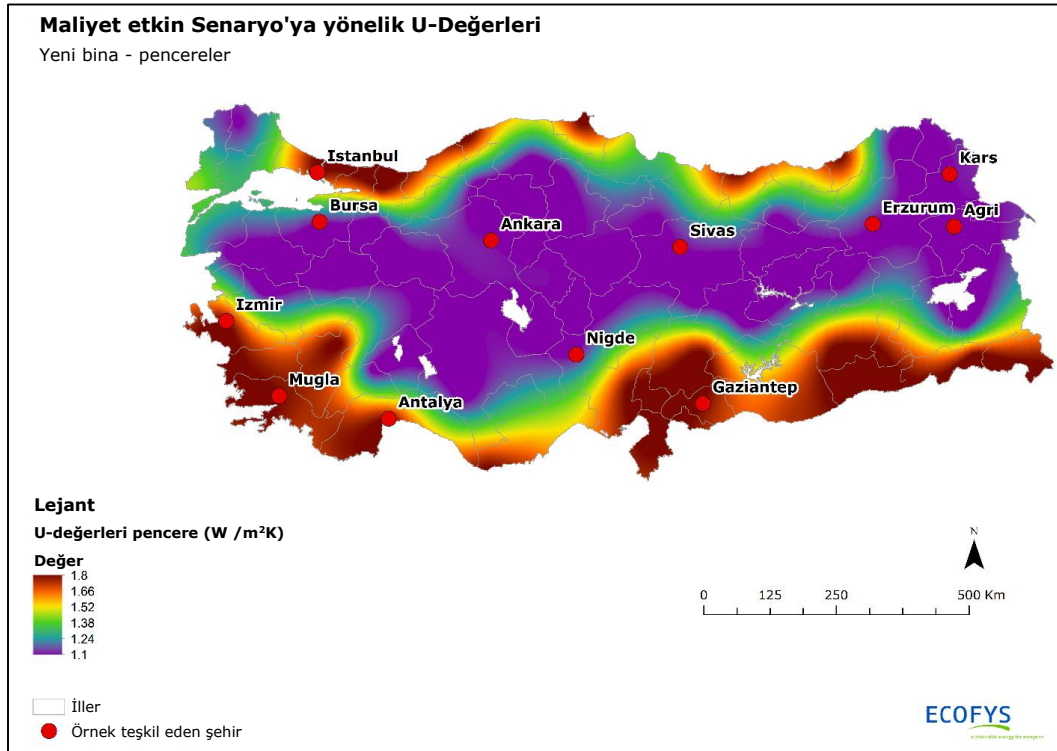 Maliyet etkin Senaryo'ya yönelik U-Değerleri
Yeni bina - pencereler
Istanbul
Kars
Bursa
Erzurum
Agri
Ankara
Sivas
Izmir
Nigde
Mugla
Gaziantep
Antalya
Lejant
U-değerleri pencere (W /m²K)
Değer
1.8
1.66
1.52
1.38
1.24
1.1
N
0 125 250 500 Km
İller
Örnek teşkil eden şehir
ECOFYS